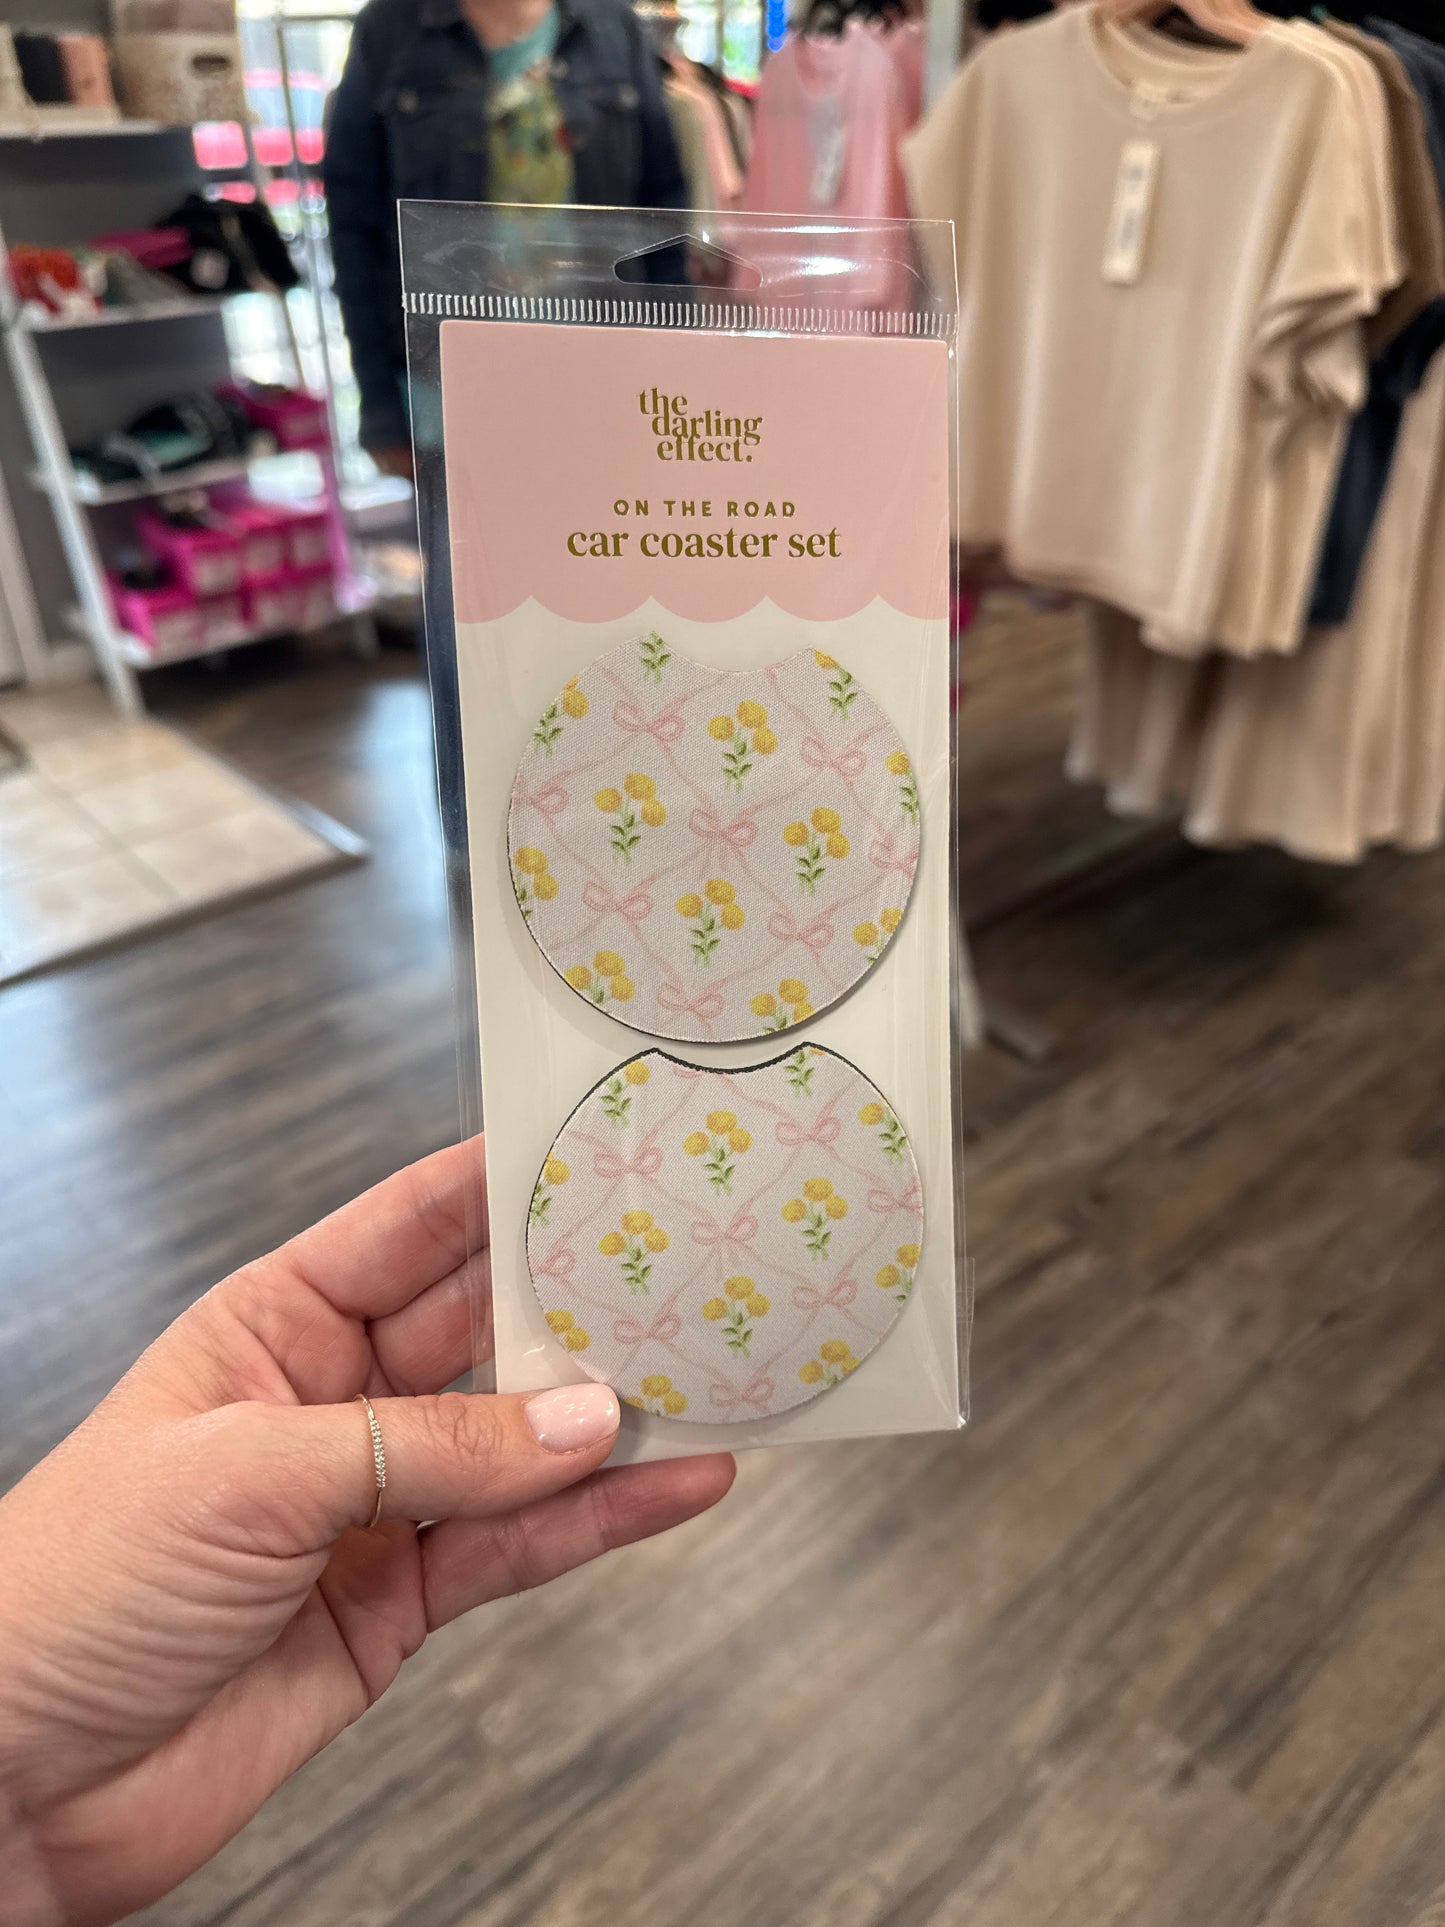 the
darling
effect.
ON THE ROAD
car coaster set